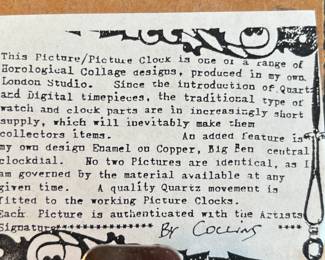 This Picture/Picture Clock is one of a range of
Horological Collage designs, produced in my own
London Studio. Since the introduction of Quartz
and Digital timepieces, the traditional type of
watch and clock parts are in increasingly short
supply, which will inevitably make them
collectors items. An added feature is
my own design Enamel on Copper, Big Ben central
clockdial. No two Pictures are identical, as I
am governed by the material available at any
given time. A quality Quartz movement is
fitted to the working Picture Clocks.
Each Picture is authenticated with the Artists
Signature**************** By COLLINS ****